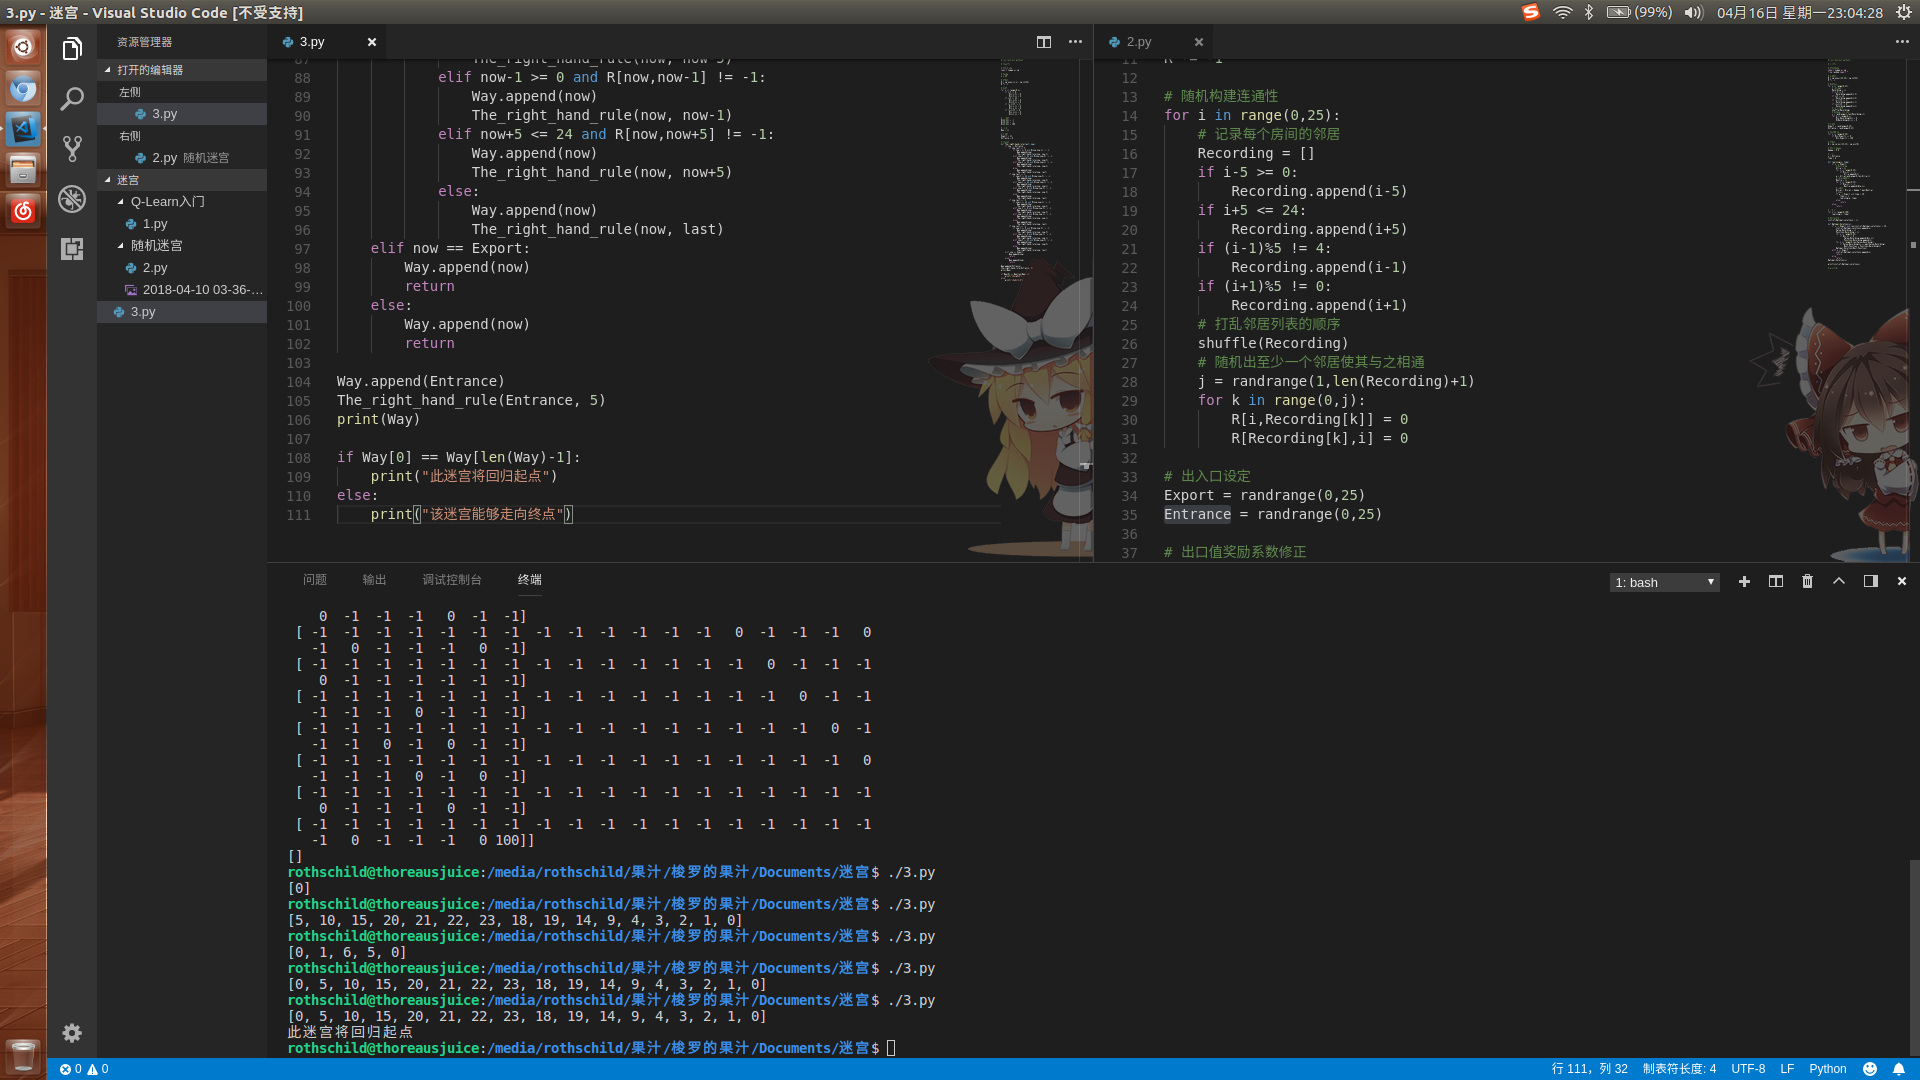 3.py - 迷宫 - Visual Studio Code [不受支持]
(99%)
04月16日 星期一23:04:28
资源管理器
打开的编辑器
左侧
3.py
右侧
2.py 随机迷宫
迷宫
Q-Learn入门
1.py
随机迷宫
2.py
2018-04-10 03-36-...
3.py
3.py
87 The_right_hand_rule(now, now-5)
88 elif now-1 >= 0 and R[now,now-1] != -1:
89 Way.append(now)
90 The_right_hand_rule(now, now-1)
91 elif now+5 <= 24 and R[now,now+5] != -1:
92 Way.append(now)
93 The_right_hand_rule(now, now+5)
94 else:
95 Way.append(now)
96 The_right_hand_rule(now, last)
97 elif now == Export:
98 Way.append(now)
99 return
100 else:
101 Way.append(now)
102 return
103
104 Way.append(Entrance)
105 The_right_hand_rule(Entrance, 5)
106 print(Way)
107
108 if Way[0] == Way[len(Way)-1]:
109 print("此迷宫将回归起点")
110 else:
111 print("该迷宫能够走向终点")
2.py
11
12
13 # 随机构建连通性
14 for i in range(0,25):
15 # 记录每个房间的邻居
16 Recording = []
17 if i-5 >= 0:
18 Recording.append(i-5)
19 if i+5 <= 24:
20 Recording.append(i+5)
21 if (i-1)%5 != 4:
22 Recording.append(i-1)
23 if (i+1)%5 != 0:
24 Recording.append(i+1)
25 # 打乱邻居列表的顺序
26 shuffle(Recording)
27 # 随机出至少一个邻居使其与之相通
28 j = randrange(1,len(Recording)+1)
29 for k in range(0,j):
30 R[i,Recording[k]] = 0
31 R[Recording[k],i] = 0
32
33 # 出入口设定
34 Export = randrange(0,25)
35 Entrance = randrange(0,25)
36
37 # 出口值奖励系数修正
问题 输出 调试控制台 终端
1: bash
0 -1 -1 -1 0 -1 -1]
[ -1 -1 -1 -1 -1 -1 -1 -1 -1 -1 -1 -1 -1 0 -1 -1 -1 0
-1 0 -1 -1 -1 0 -1]
[ -1 -1 -1 -1 -1 -1 -1 -1 -1 -1 -1 -1 -1 -1 0 -1 -1 -1
0 -1 -1 -1 -1 -1 -1]
[ -1 -1 -1 -1 -1 -1 -1 -1 -1 -1 -1 -1 -1 -1 -1 0 -1 -1
-1 -1 -1 0 -1 -1 -1]
[ -1 -1 -1 -1 -1 -1 -1 -1 -1 -1 -1 -1 -1 -1 -1 -1 0 -1
-1 -1 0 -1 0 -1 -1]
[ -1 -1 -1 -1 -1 -1 -1 -1 -1 -1 -1 -1 -1 -1 -1 -1 -1 0
-1 -1 -1 0 -1 0 -1]
[ -1 -1 -1 -1 -1 -1 -1 -1 -1 -1 -1 -1 -1 -1 -1 -1 -1 -1
0 -1 -1 -1 0 -1 -1]
[ -1 -1 -1 -1 -1 -1 -1 -1 -1 -1 -1 -1 -1 -1 -1 -1 -1 -1
-1 0 -1 -1 -1 0 100]]
[]
rothschild@thoreausjuice:/media/rothschild/果汁/梭罗的果汁/Documents/迷宫$ ./3.py
[0]
rothschild@thoreausjuice:/media/rothschild/果汁/梭罗的果汁/Documents/迷宫$ ./3.py
[5, 10, 15, 20, 21, 22, 23, 18, 19, 14, 9, 4, 3, 2, 1, 0]
rothschild@thoreausjuice:/media/rothschild/果汁/梭罗的果汁/Documents/迷宫$ ./3.py
[0, 1, 6, 5, 0]
rothschild@thoreausjuice:/media/rothschild/果汁/梭罗的果汁/Documents/迷宫$ ./3.py
[0, 5, 10, 15, 20, 21, 22, 23, 18, 19, 14, 9, 4, 3, 2, 1, 0]
rothschild@thoreausjuice:/media/rothschild/果汁/梭罗的果汁/Documents/迷宫$ ./3.py
[0, 5, 10, 15, 20, 21, 22, 23, 18, 19, 14, 9, 4, 3, 2, 1, 0]
此迷宫将回归起点
rothschild@thoreausjuice:/media/rothschild/果汁/梭罗的果汁/Documents/迷宫$
0 0
行 111，列 32 制表符长度: 4 UTF-8 LF Python